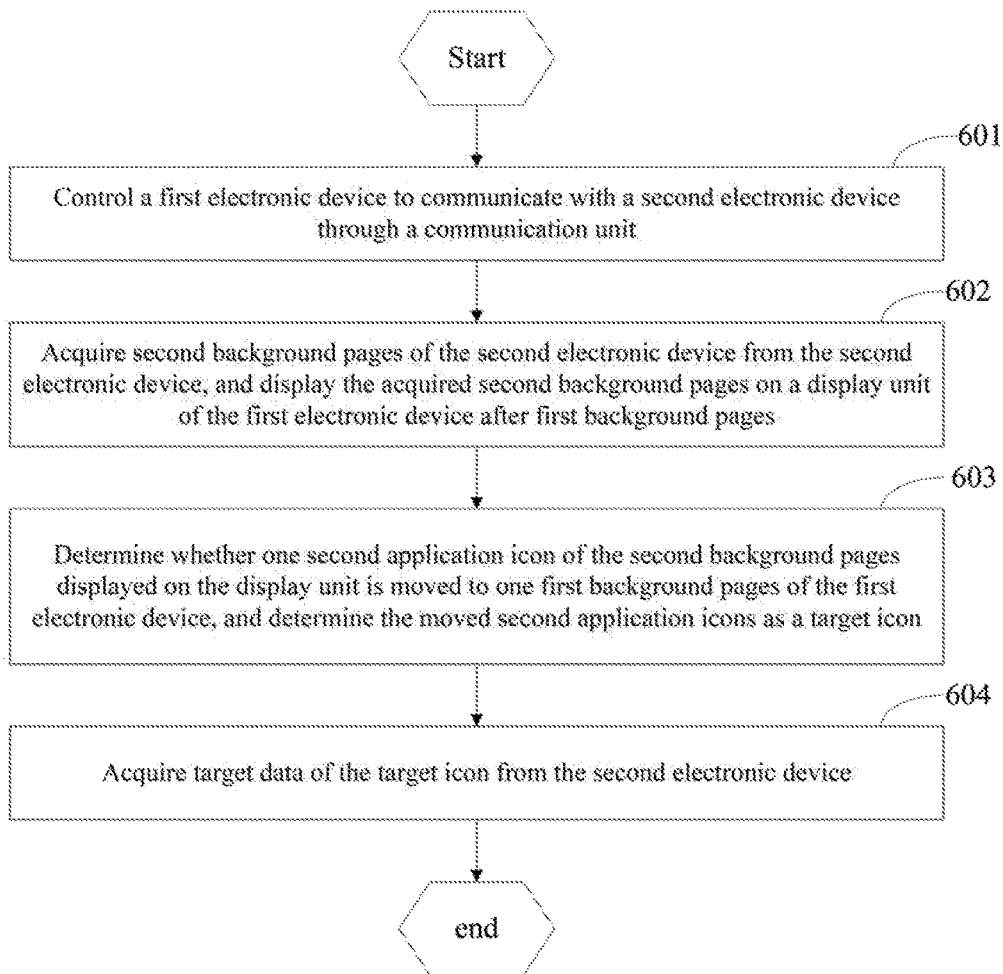 Start
601
Control a first electronic device to communicate with a second electronic device
through a communication unit
602
Acquire second background pages of the second electronic device from the second
electronic device, and display the acquired second background pages on a display unit
of the first electronic device after first background pages
603
Determine whether one second application icon of the second background pages
displayed on the display unit is moved to one first background pages of the first
electronic device, and determine the moved second application icons as a target icon
604
Acquire target data of the target icon from the second electronic device
end